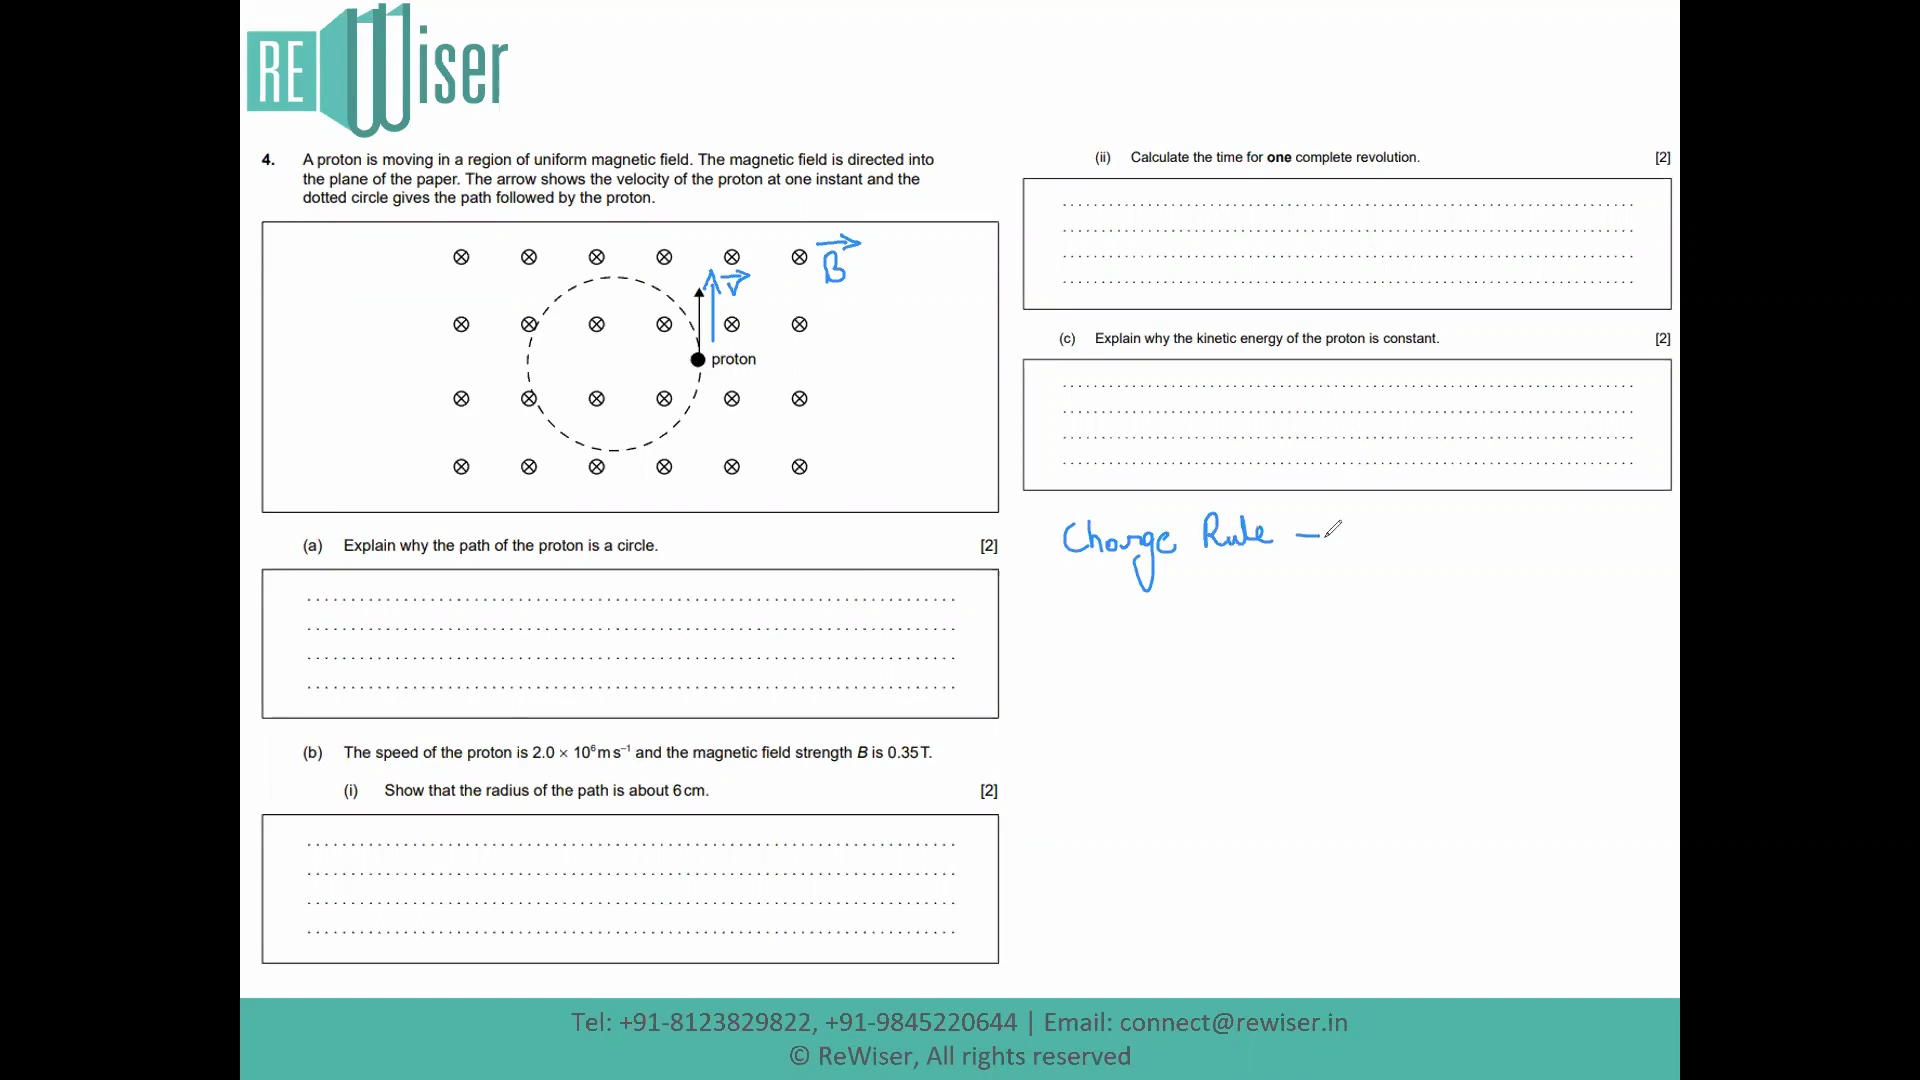 REWiser
4. A proton is moving in a region of uniform magnetic field. The magnetic field is directed into
the plane of the paper. The arrow shows the velocity of the proton at one instant and the
dotted circle gives the path followed by the proton.
B
v
proton
(a) Explain why the path of the proton is a circle. [2]
(b) The speed of the proton is 2.0 × 10⁶ m s⁻¹ and the magnetic field strength B is 0.35 T.
(i) Show that the radius of the path is about 6 cm. [2]
(ii) Calculate the time for one complete revolution. [2]
(c) Explain why the kinetic energy of the proton is constant. [2]
Charge Rule –
Tel: +91-8123829822, +91-9845220644 | Email: connect@rewiser.in
© ReWiser, All rights reserved